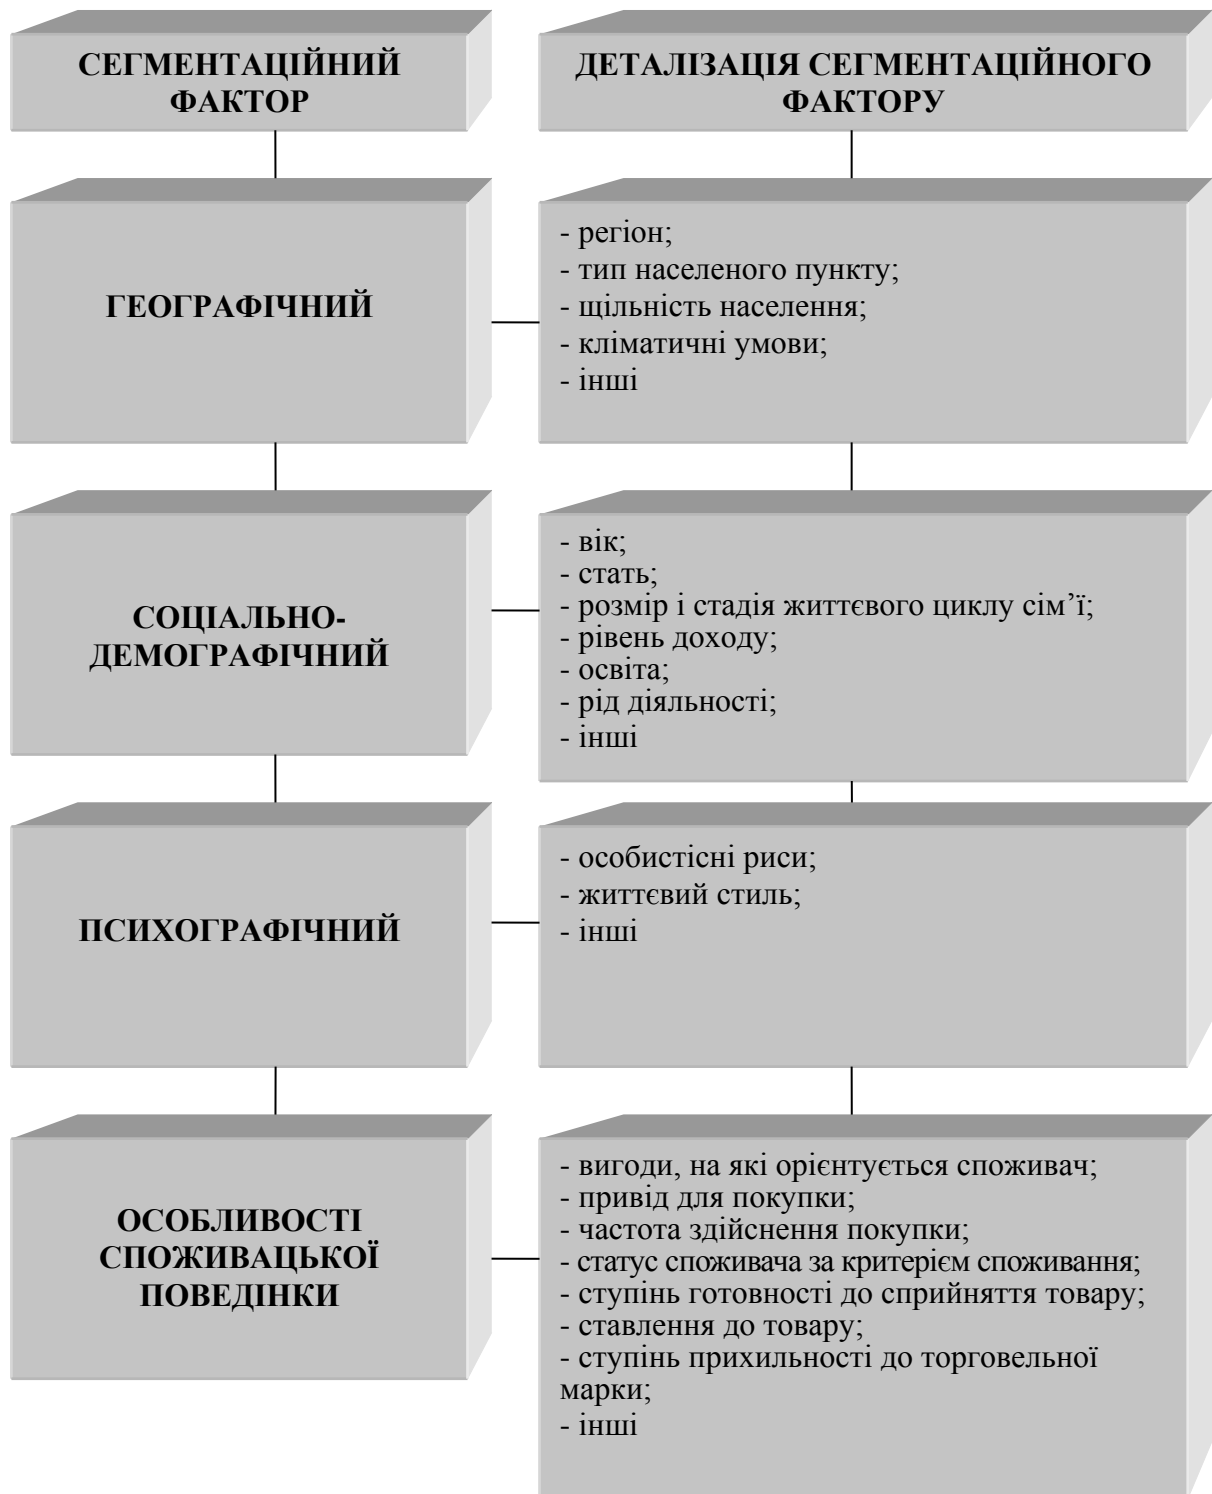 СЕГМЕНТАЦІЙНИЙ
ФАКТОР
ДЕТАЛІЗАЦІЯ СЕГМЕНТАЦІЙНОГО
ФАКТОРУ
ГЕОГРАФІЧНИЙ
- регіон;
- тип населеного пункту;
- щільність населення;
- кліматичні умови;
- інші
СОЦІАЛЬНО-
ДЕМОГРАФІЧНИЙ
- вік;
- стать;
- розмір і стадія життєвого циклу сім’ї;
- рівень доходу;
- освіта;
- рід діяльності;
- інші
ПСИХОГРАФІЧНИЙ
- особистісні риси;
- життєвий стиль;
- інші
ОСОБЛИВОСТІ
СПОЖИВАЦЬКОЇ
ПОВЕДІНКИ
- вигоди, на які орієнтується споживач;
- привід для покупки;
- частота здійснення покупки;
- статус споживача за критерієм споживання;
- ступінь готовності до сприйняття товару;
- ставлення до товару;
- ступінь прихильності до торговельної
марки;
- інші